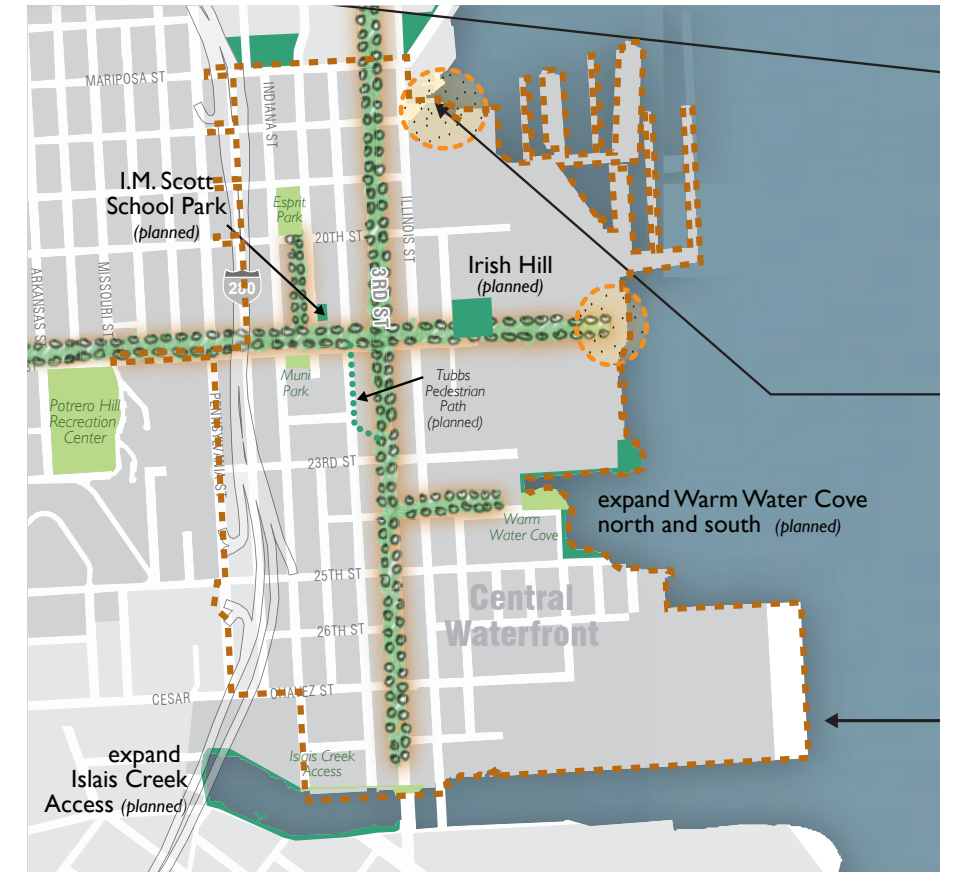 MARIPOSA ST
INDIANA ST
I.M. Scott
School Park
(planned)
Esprit
Park
20TH ST
ILLINOIS ST
Irish Hill
(planned)
ARKANSAS ST
MISSOURI ST
280
3RD ST
ST
Muni
Park
Tubbs
Pedestrian
Path
(planned)
Potrero Hill
Recreation
Center
PENNSYLVANIA ST
23RD ST
expand Warm Water Cove
north and south (planned)
Warm
Water Cove
25TH ST
Central
Waterfront
26TH ST
CESAR
CHAVEZ ST
expand
Islais Creek
Access (planned)
Islais Creek
Access